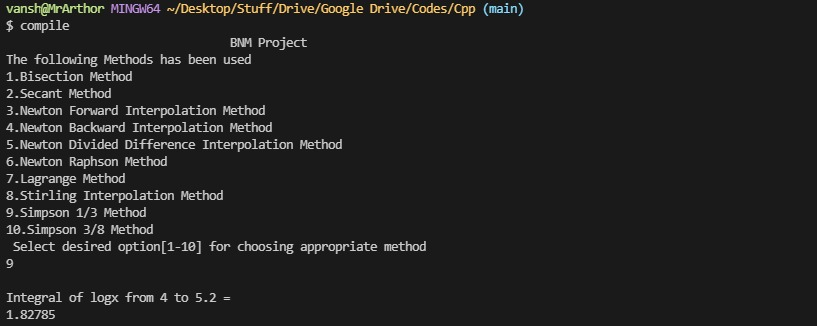 vansh@MrArthor MINGW64 ~/Desktop/Stuff/Drive/Google Drive/Codes/Cpp (main)
$ compile
BNM Project
The following Methods has been used
1.Bisection Method
2.Secant Method
3.Newton Forward Interpolation Method
4.Newton Backward Interpolation Method
5.Newton Divided Difference Interpolation Method
6.Newton Raphson Method
7.Lagrange Method
8.Stirling Interpolation Method
9.Simpson 1/3 Method
10.Simpson 3/8 Method
Select desired option[1-10] for choosing appropriate method
9
Integral of logx from 4 to 5.2 =
1.82785